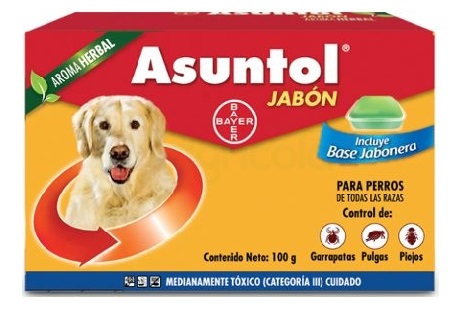 AROMA HERBAL
Asuntol®
JABÓN
BAYER
BAYER
Incluye
Base Jabonera
PARA PERROS
DE TODAS LAS RAZAS
Control de:
Contenido Neto: 100 g
Garrapatas Pulgas Piojos
MEDIANAMENTE TÓXICO (CATEGORÍA III) CUIDADO